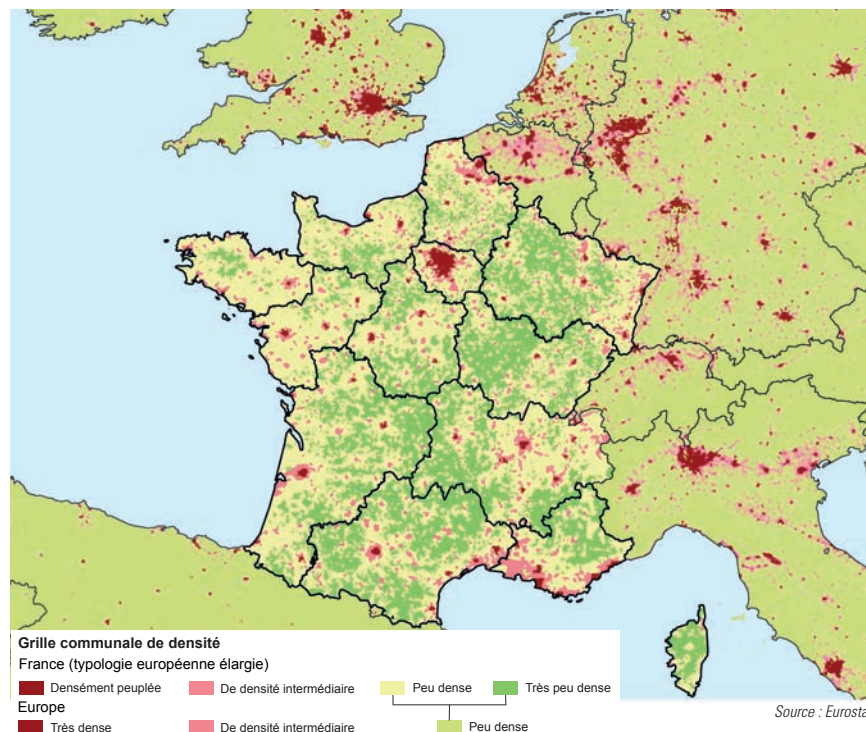 Grille communale de densité
France (typologie européenne élargie)
Densément peuplée De densité intermédiaire Peu dense Très peu dense
Europe
Très dense De densité intermédiaire Peu dense
Source : Eurosta